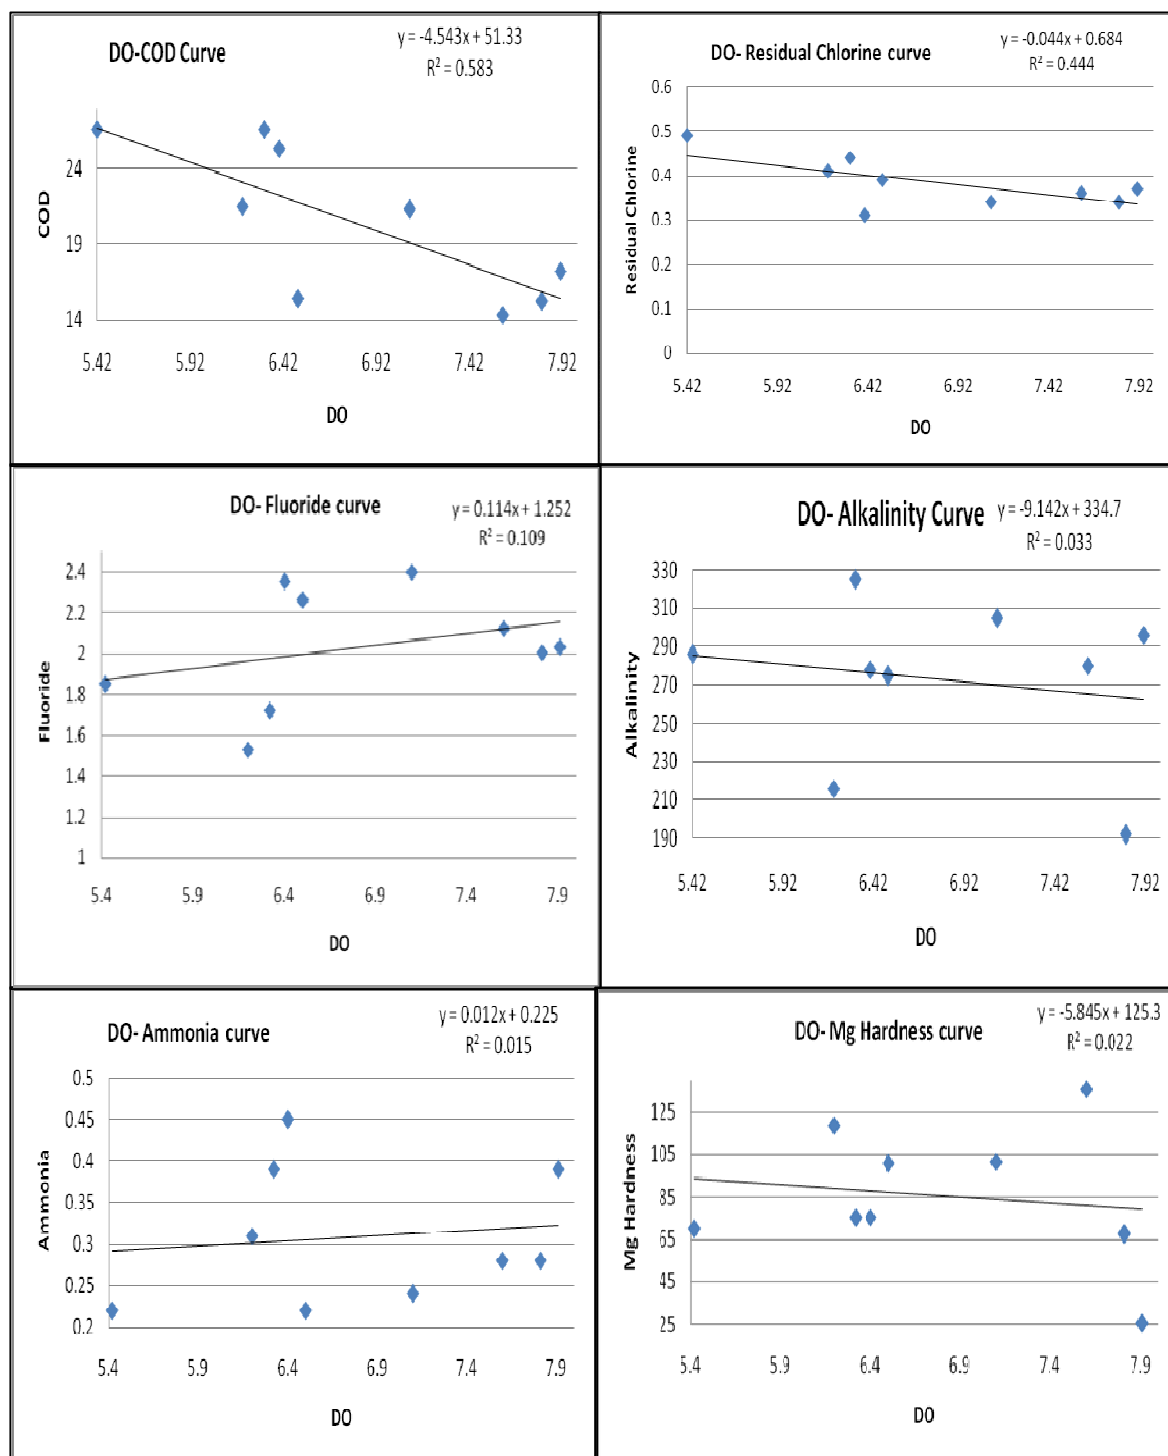 DO-COD Curve
y = -4.543x + 51.33
R² = 0.583
24
19
14
COD
5.42 5.92 6.42 6.92 7.42 7.92
DO
DO- Residual Chlorine curve
y = -0.044x + 0.684
R² = 0.444
0.6
0.5
0.4
0.3
0.2
0.1
0
Residual Chlorine
5.42 5.92 6.42 6.92 7.42 7.92
DO
DO- Fluoride curve
y = 0.114x + 1.252
R² = 0.109
2.4
2.2
2
1.8
1.6
1.4
1.2
1
Fluoride
5.4 5.9 6.4 6.9 7.4 7.9
DO
DO- Alkalinity Curve
y = -9.142x + 334.7
R² = 0.033
330
310
290
270
250
230
210
190
Alkalinity
5.42 5.92 6.42 6.92 7.42 7.92
DO
DO- Ammonia curve
y = 0.012x + 0.225
R² = 0.015
0.5
0.45
0.4
0.35
0.3
0.25
0.2
Ammonia
5.4 5.9 6.4 6.9 7.4 7.9
DO
DO- Mg Hardness curve
y = -5.845x + 125.3
R² = 0.022
125
105
85
65
45
25
Mg Hardness
5.4 5.9 6.4 6.9 7.4 7.9
DO